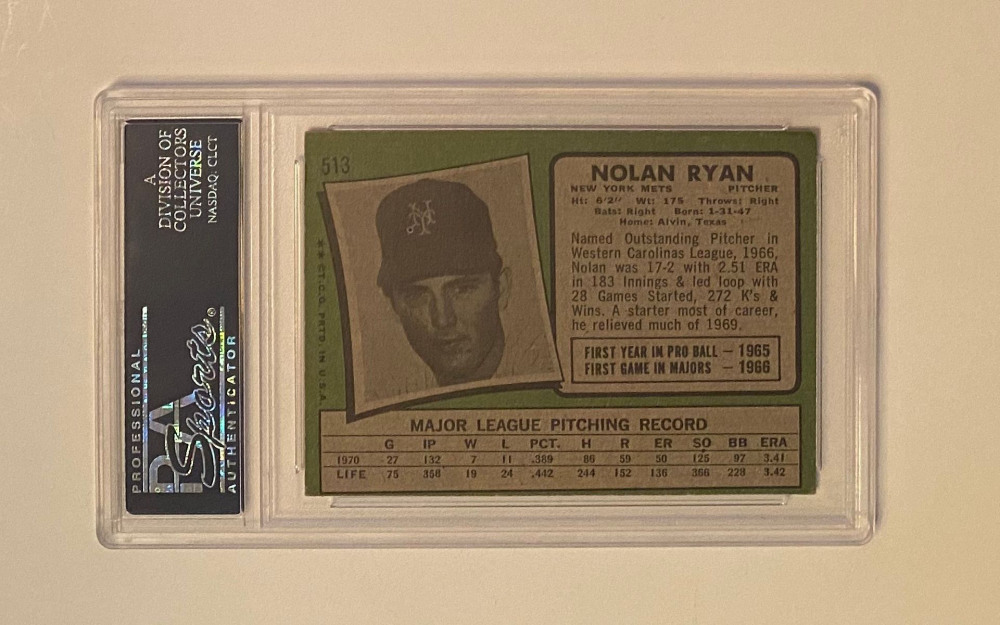 A
DIVISION OF
COLLECTORS
UNIVERSE
NASDAQ: CLCT
PROFESSIONAL
PSA
Sports®
AUTHENTICATOR
513
NY
NOLAN RYAN
NEW YORK METS PITCHER
Ht: 6'2" Wt: 175 Throws: Right
Bats: Right Born: 1-31-47
Home: Alvin, Texas
Named Outstanding Pitcher in
Western Carolinas League, 1966,
Nolan was 17-2 with 2.51 ERA
in 183 Innings & led loop with
28 Games Started, 272 K's &
Wins. A starter most of career,
he relieved much of 1969.
FIRST YEAR IN PRO BALL — 1965
FIRST GAME IN MAJORS — 1966
T.C.G. PRTD. IN U.S.A.
MAJOR LEAGUE PITCHING RECORD
G IP W L PCT. H R ER SO BB ERA
1970 27 132 7 11 .389 86 59 50 125 97 3.41
LIFE 75 358 19 24 .442 244 152 136 366 228 3.42